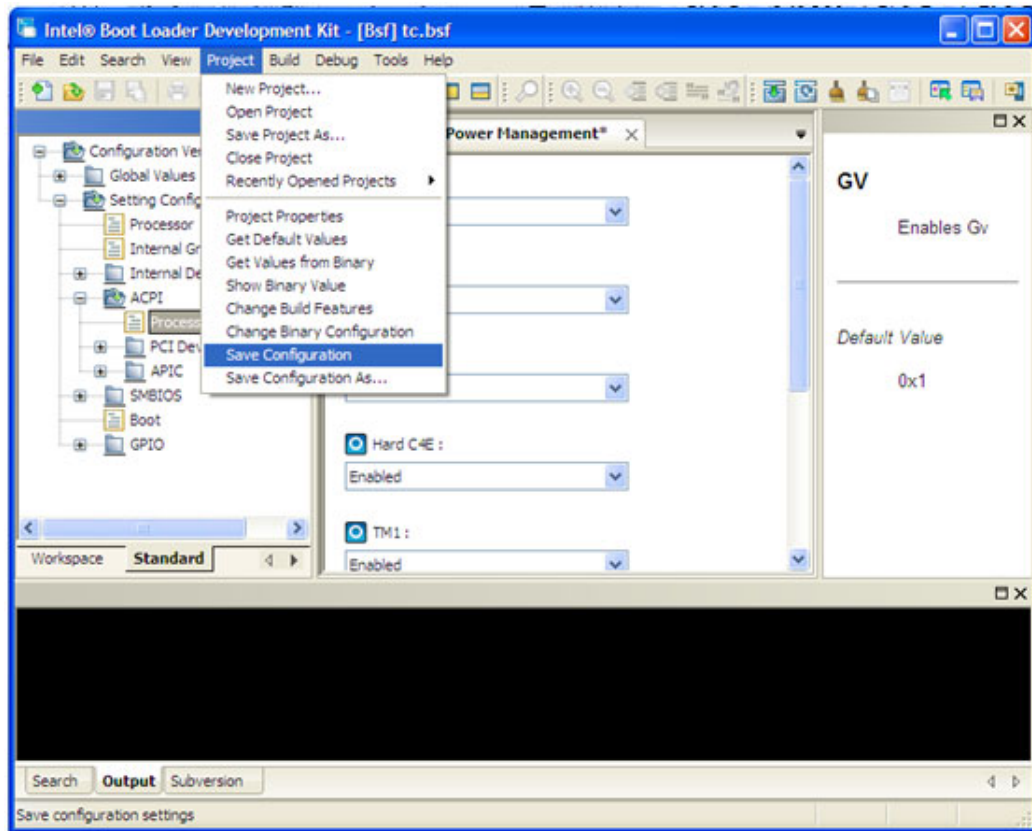 Intel® Boot Loader Development Kit - [Bsf] tc.bsf
File Edit Search View Project Build Debug Tools Help
New Project...
Open Project
Save Project As...
Close Project
Recently Opened Projects
Project Properties
Get Default Values
Get Values from Binary
Show Binary Value
Change Build Features
Change Binary Configuration
Save Configuration
Save Configuration As...
Configuration Ve
Global Values
Setting Config
Processor
Internal Gr
Internal De
ACPI
Process
PCI Dev
APIC
SMBIOS
Boot
GPIO
Workspace Standard
Power Management*
Hard C4E :
Enabled
TM1 :
Enabled
GV
Enables Gv
Default Value
0x1
Search Output Subversion
Save configuration settings